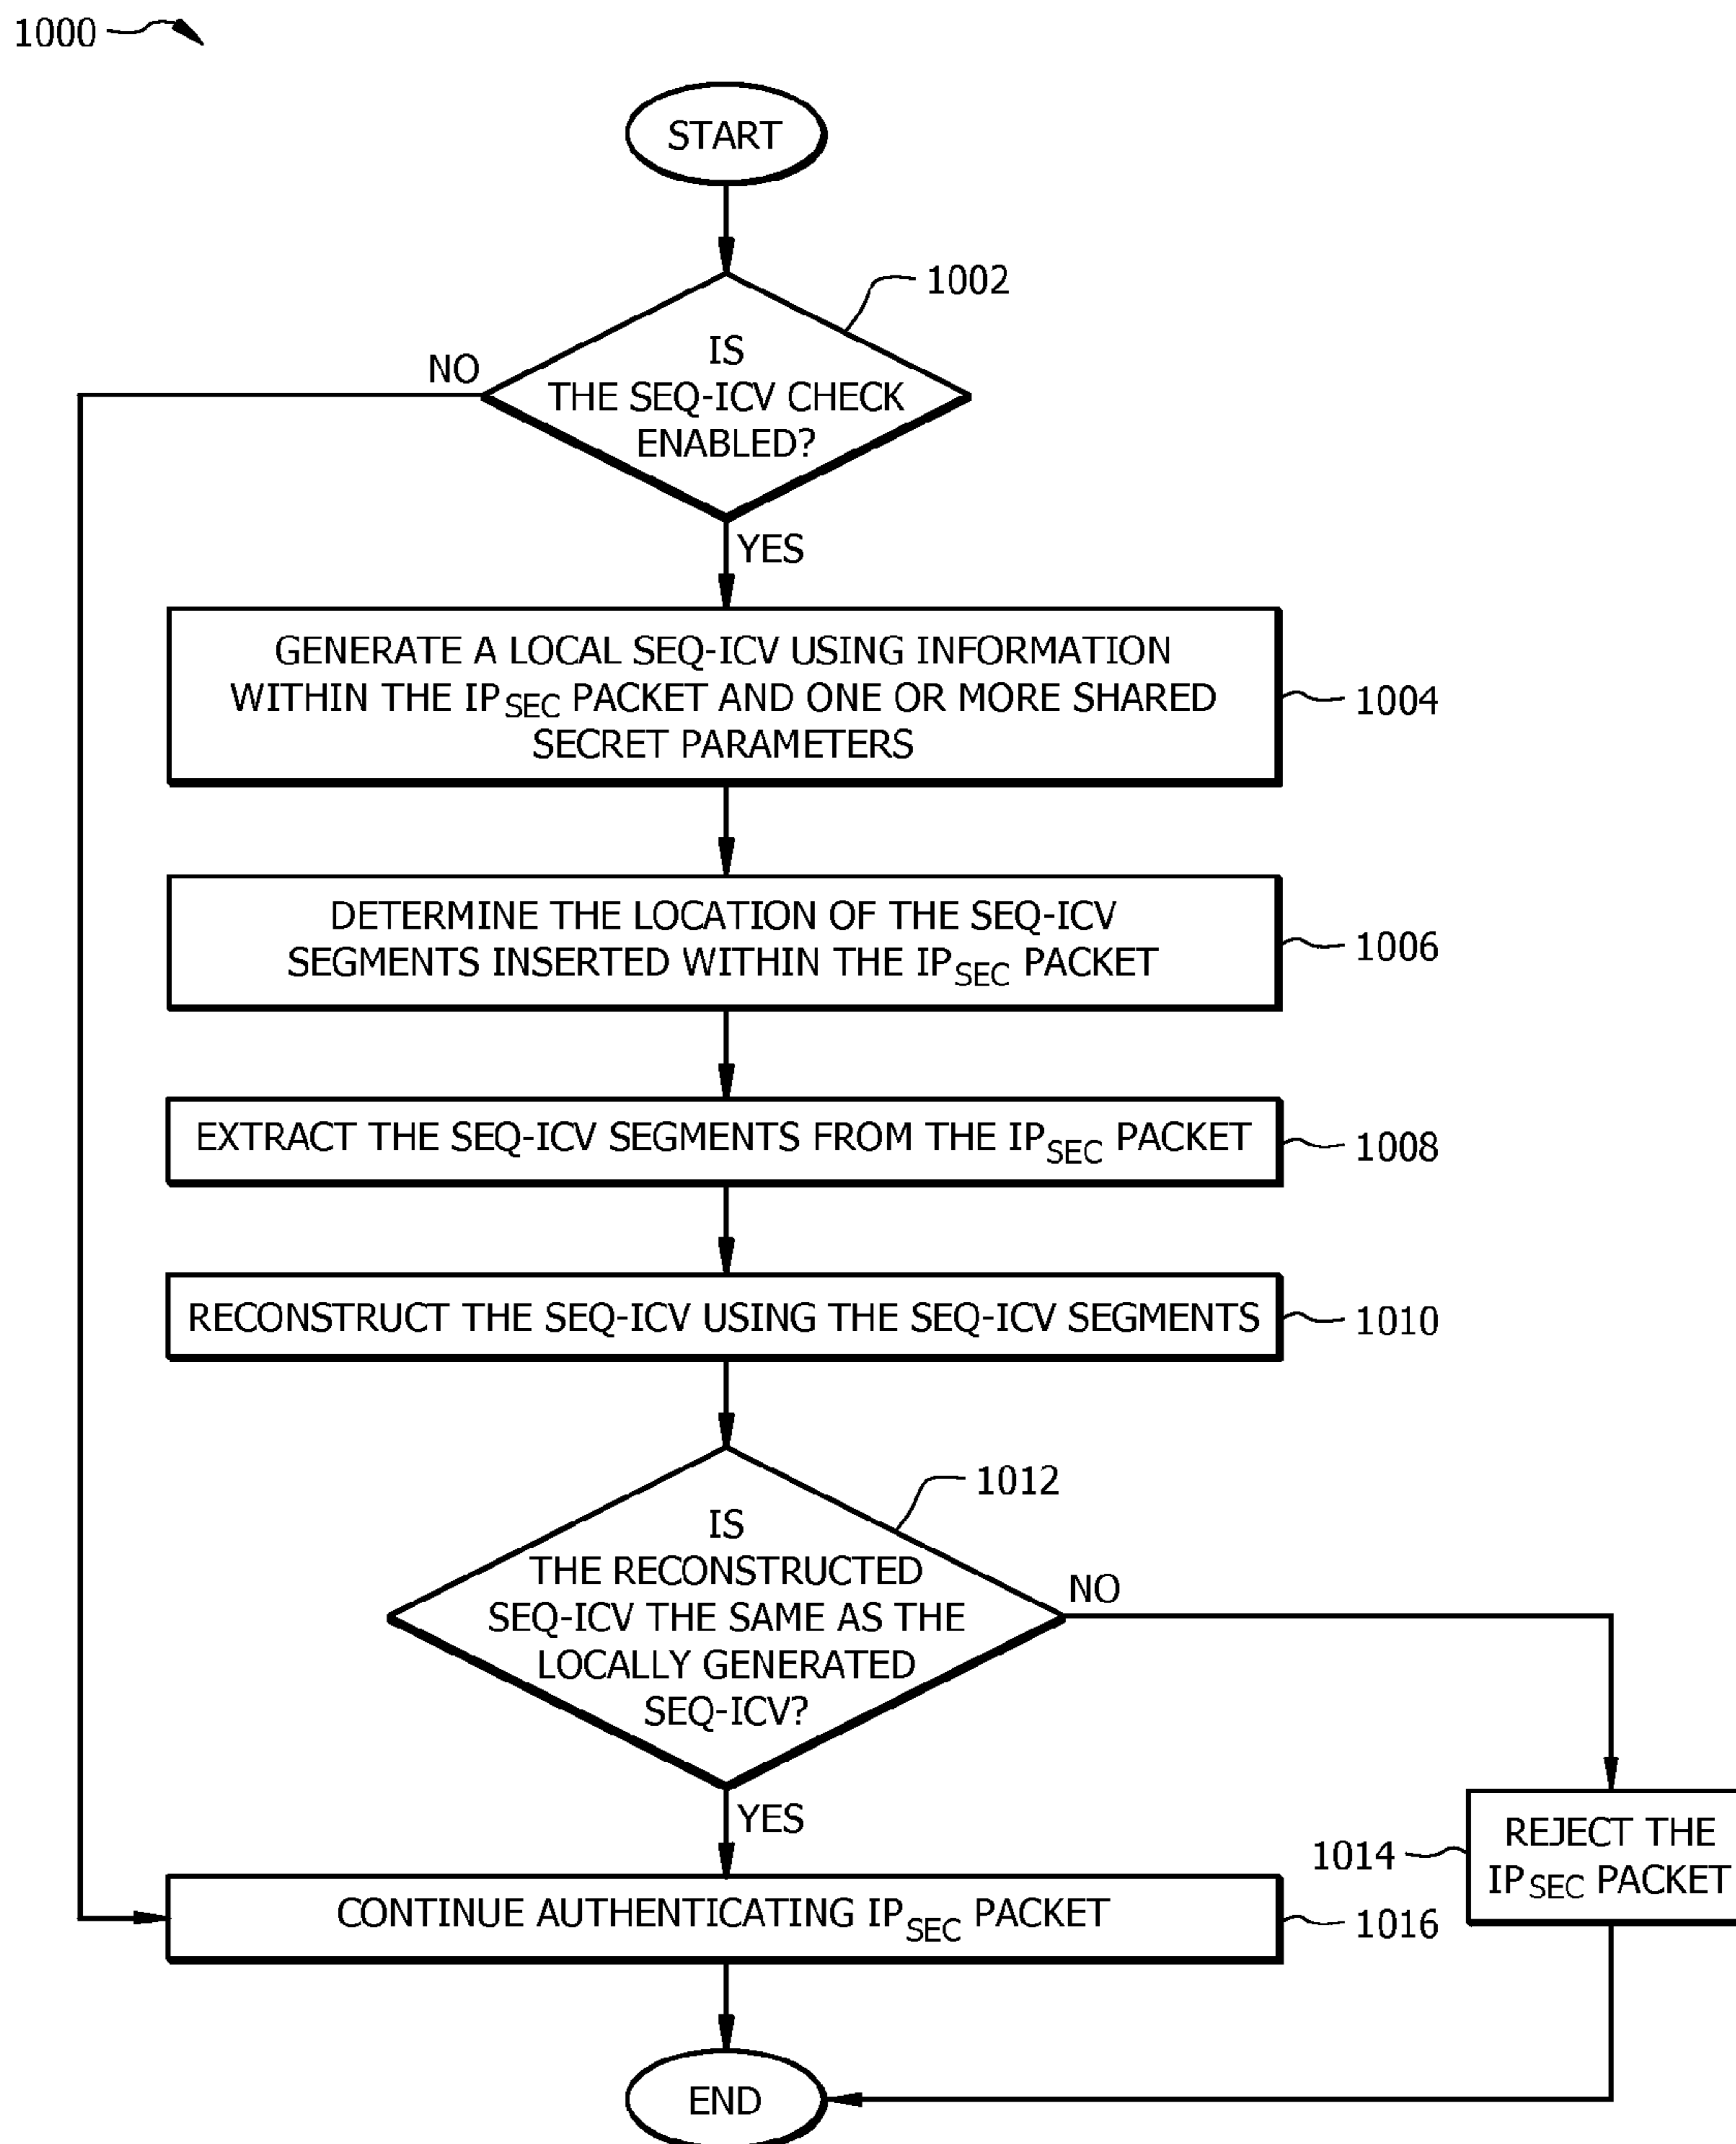 1000
START
1002
IS
THE SEQ-ICV CHECK
ENABLED?
NO
YES
GENERATE A LOCAL SEQ-ICV USING INFORMATION
WITHIN THE IPSEC PACKET AND ONE OR MORE SHARED
SECRET PARAMETERS
1004
DETERMINE THE LOCATION OF THE SEQ-ICV
SEGMENTS INSERTED WITHIN THE IPSEC PACKET
1006
EXTRACT THE SEQ-ICV SEGMENTS FROM THE IPSEC PACKET
1008
RECONSTRUCT THE SEQ-ICV USING THE SEQ-ICV SEGMENTS
1010
1012
IS
THE RECONSTRUCTED
SEQ-ICV THE SAME AS THE
LOCALLY GENERATED
SEQ-ICV?
NO
YES
1014
REJECT THE
IPSEC PACKET
CONTINUE AUTHENTICATING IPSEC PACKET
1016
END